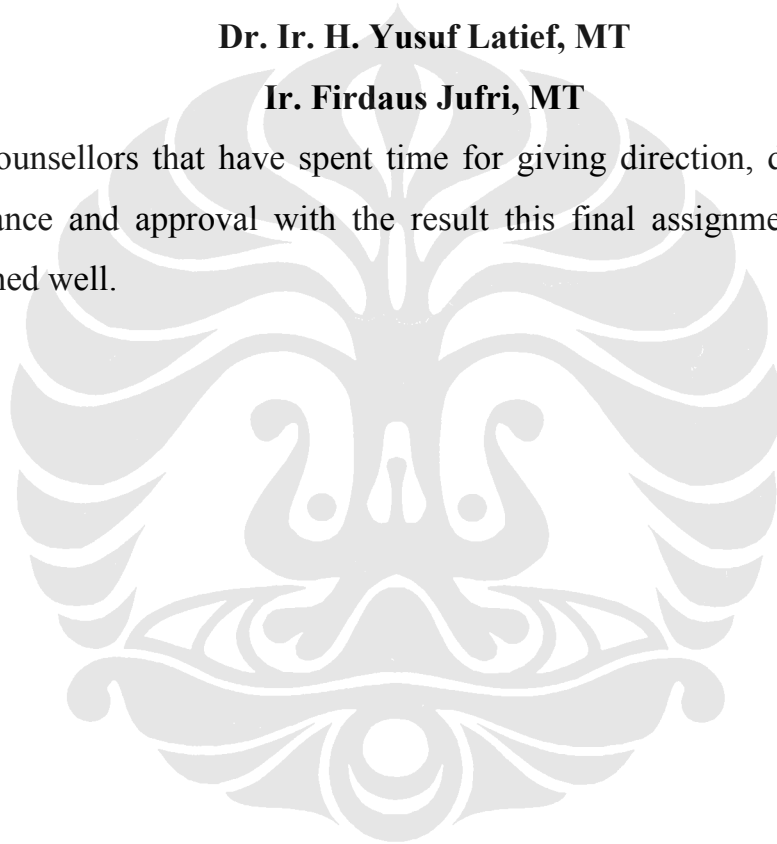 Dr. Ir. H. Yusuf Latief, MT
Ir. Firdaus Jufri, MT
ounsellors that have spent time for giving direction,
ance and approval with the result this final assignme
ned well.